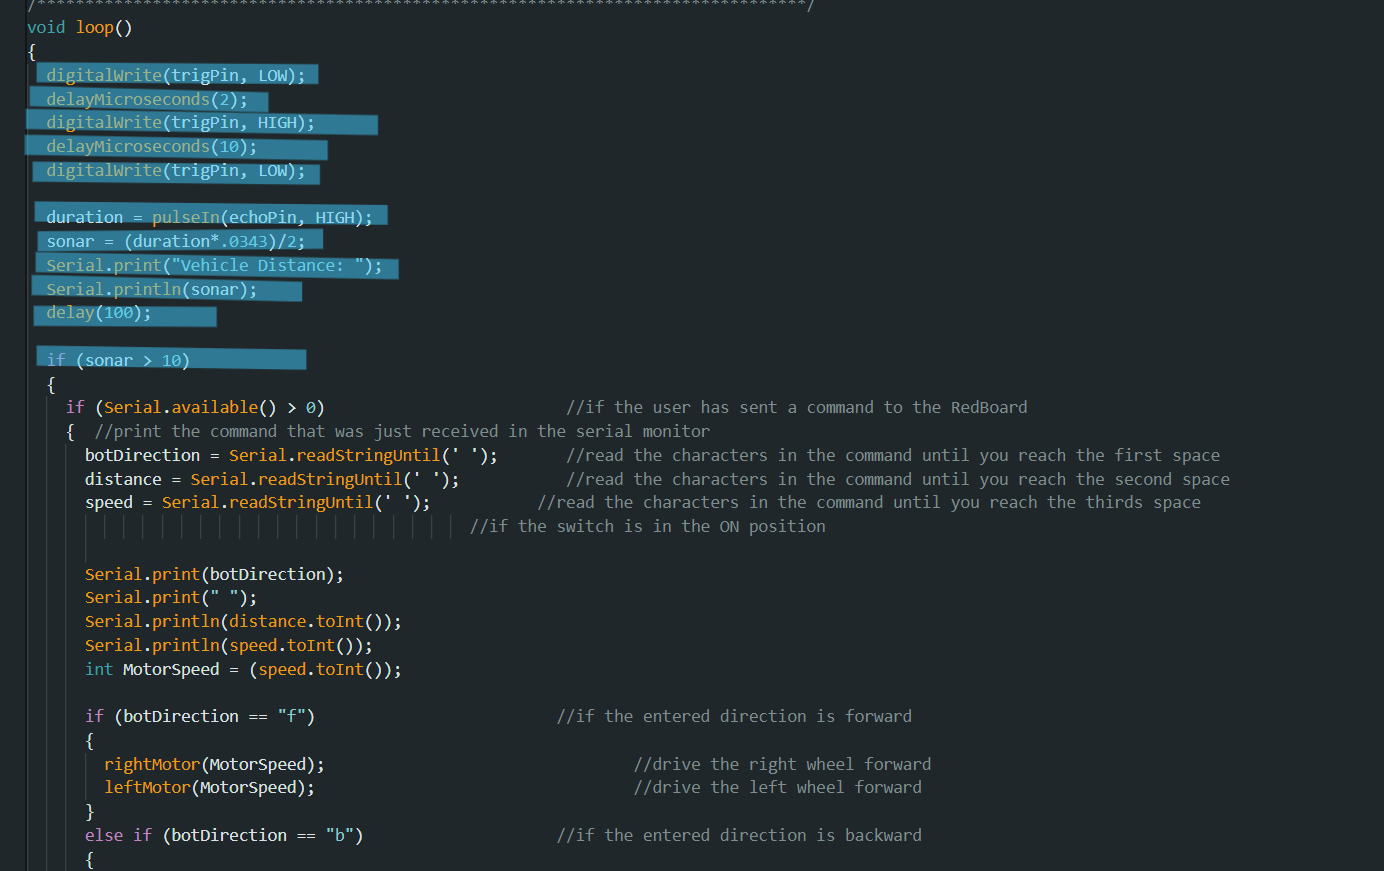 /********************************************************************************/
void loop()
{
digitalWrite(trigPin, LOW);
delayMicroseconds(2);
digitalWrite(trigPin, HIGH);
delayMicroseconds(10);
digitalWrite(trigPin, LOW);
duration = pulseIn(echoPin, HIGH);
sonar = (duration*.0343)/2;
Serial.print("Vehicle Distance: ");
Serial.println(sonar);
delay(100);
if (sonar > 10)
{
if (Serial.available() > 0) //if the user has sent a command to the RedBoard
{ //print the command that was just received in the serial monitor
botDirection = Serial.readStringUntil(' '); //read the characters in the command until you reach the first space
distance = Serial.readStringUntil(' '); //read the characters in the command until you reach the second space
speed = Serial.readStringUntil(' '); //read the characters in the command until you reach the thirds space
//if the switch is in the ON position
Serial.print(botDirection);
Serial.print(" ");
Serial.println(distance.toInt());
Serial.println(speed.toInt());
int MotorSpeed = (speed.toInt());
if (botDirection == "f") //if the entered direction is forward
{
rightMotor(MotorSpeed); //drive the right wheel forward
leftMotor(MotorSpeed); //drive the left wheel forward
}
else if (botDirection == "b") //if the entered direction is backward
{